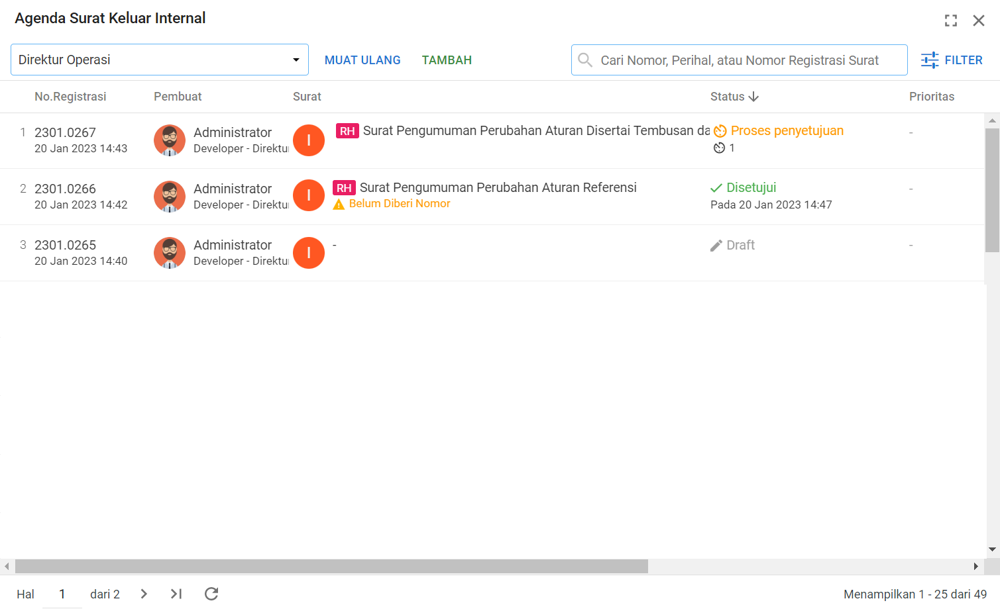 Agenda Surat Keluar Internal
Direktur Operasi MUAT ULANG TAMBAH Cari Nomor, Perihal, atau Nomor Registrasi Surat FILTER
No.Registrasi Pembuat Surat Status Prioritas
1 2301.0267 Administrator I RH Surat Pengumuman Perubahan Aturan Disertai Tembusan da Proses penyetujuan -
20 Jan 2023 14:43 Developer - Direktu 1
2 2301.0266 Administrator I RH Surat Pengumuman Perubahan Aturan Referensi Disetujui -
20 Jan 2023 14:42 Developer - Direktu Belum Diberi Nomor Pada 20 Jan 2023 14:47
3 2301.0265 Administrator I - Draft -
20 Jan 2023 14:40 Developer - Direktu
Hal 1 dari 2 Menampilkan 1 - 25 dari 49